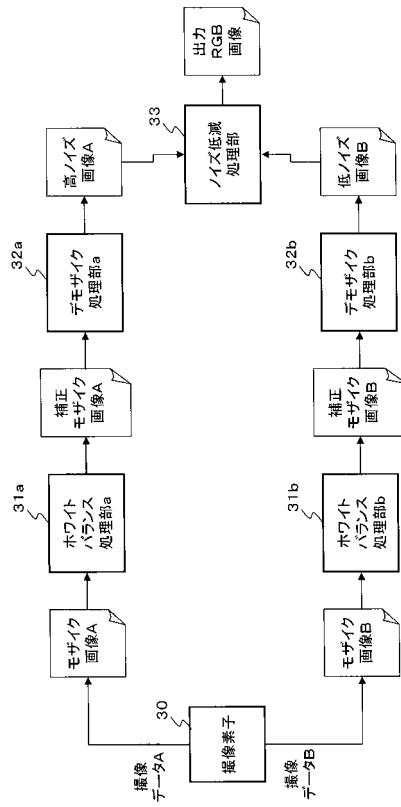 30
撮像素子
撮像
データA
撮像
データB
モザイク
画像A
31a
ホワイト
バランス
処理部a
補正
モザイク
画像A
32a
デモザイク
処理部a
高ノイズ
画像A
モザイク
画像B
31b
ホワイト
バランス
処理部b
補正
モザイク
画像B
32b
デモザイク
処理部b
低ノイズ
画像B
33
ノイズ低減
処理部
出力
RGB
画像